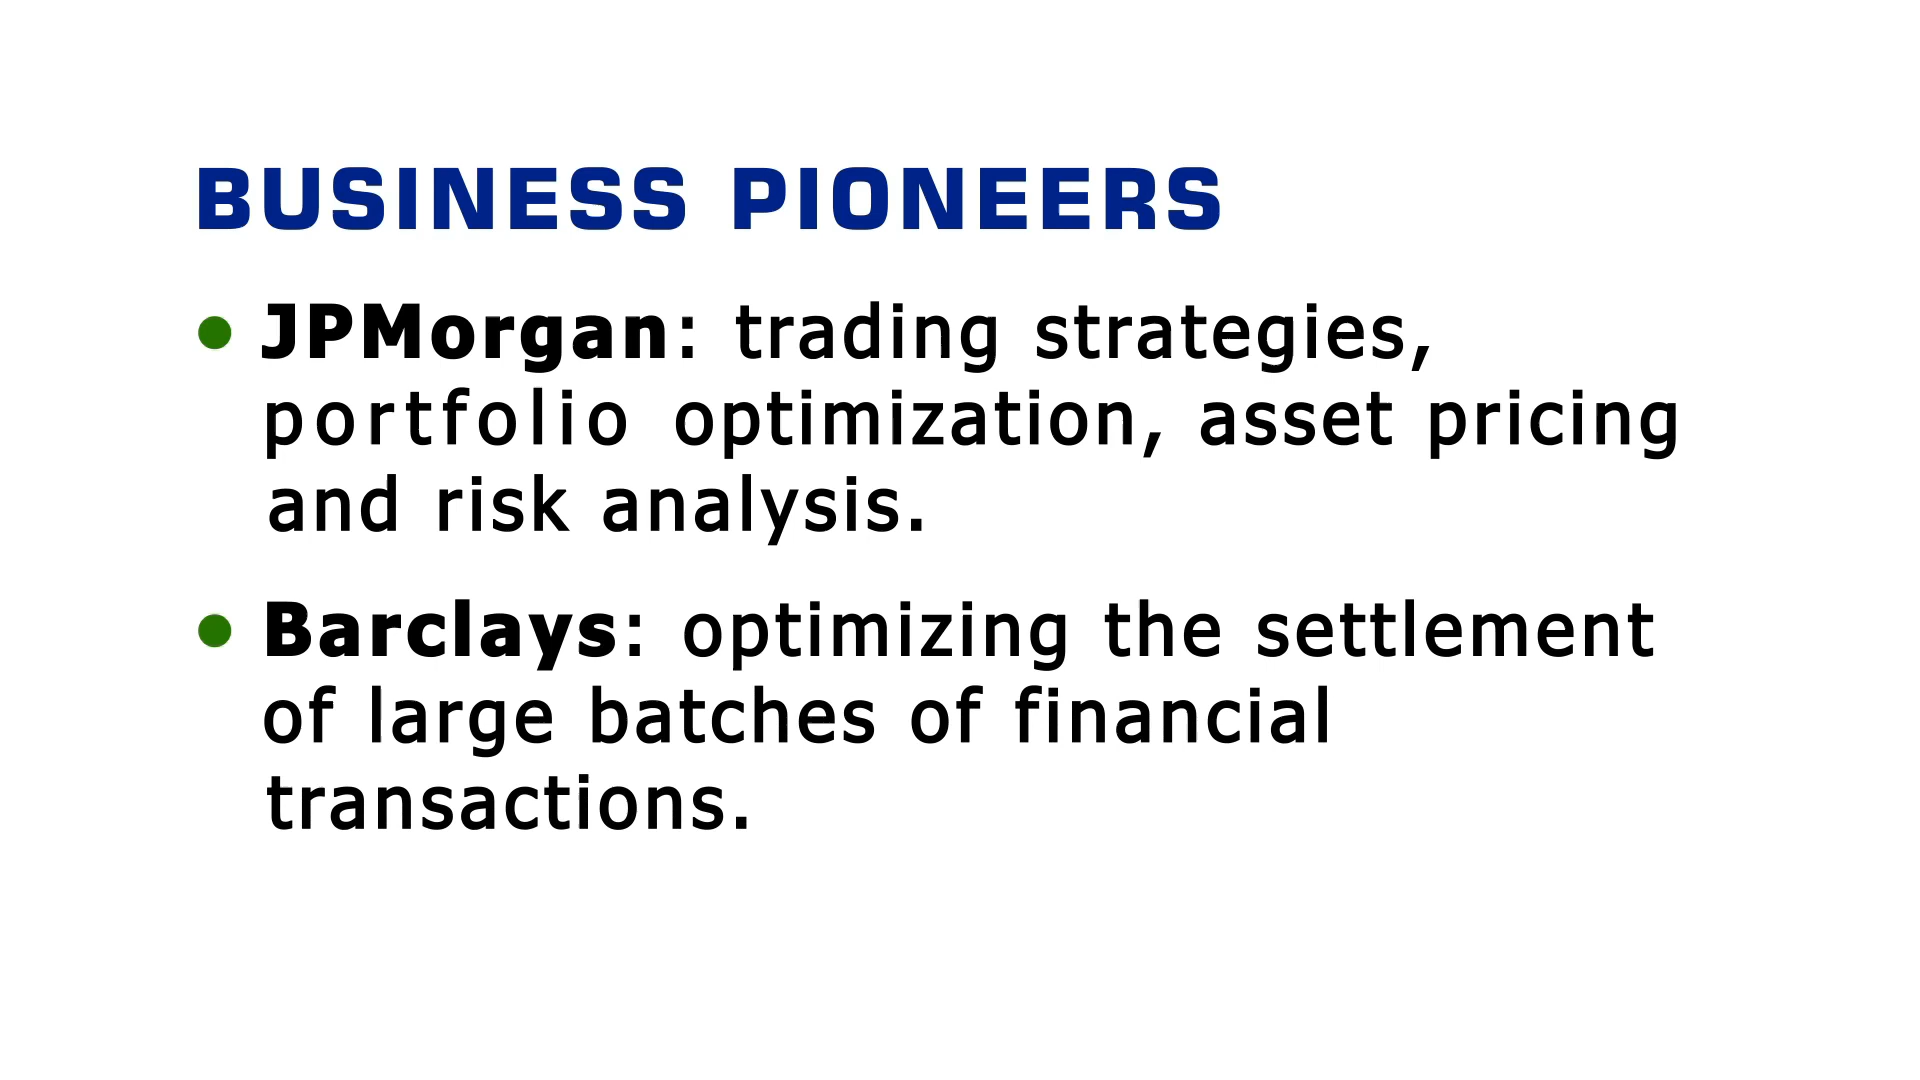 BUSINESS PIONEERS
● JPMorgan: trading strategies,
portfolio optimization, asset pricing
and risk analysis.
● Barclays: optimizing the settlement
of large batches of financial
transactions.